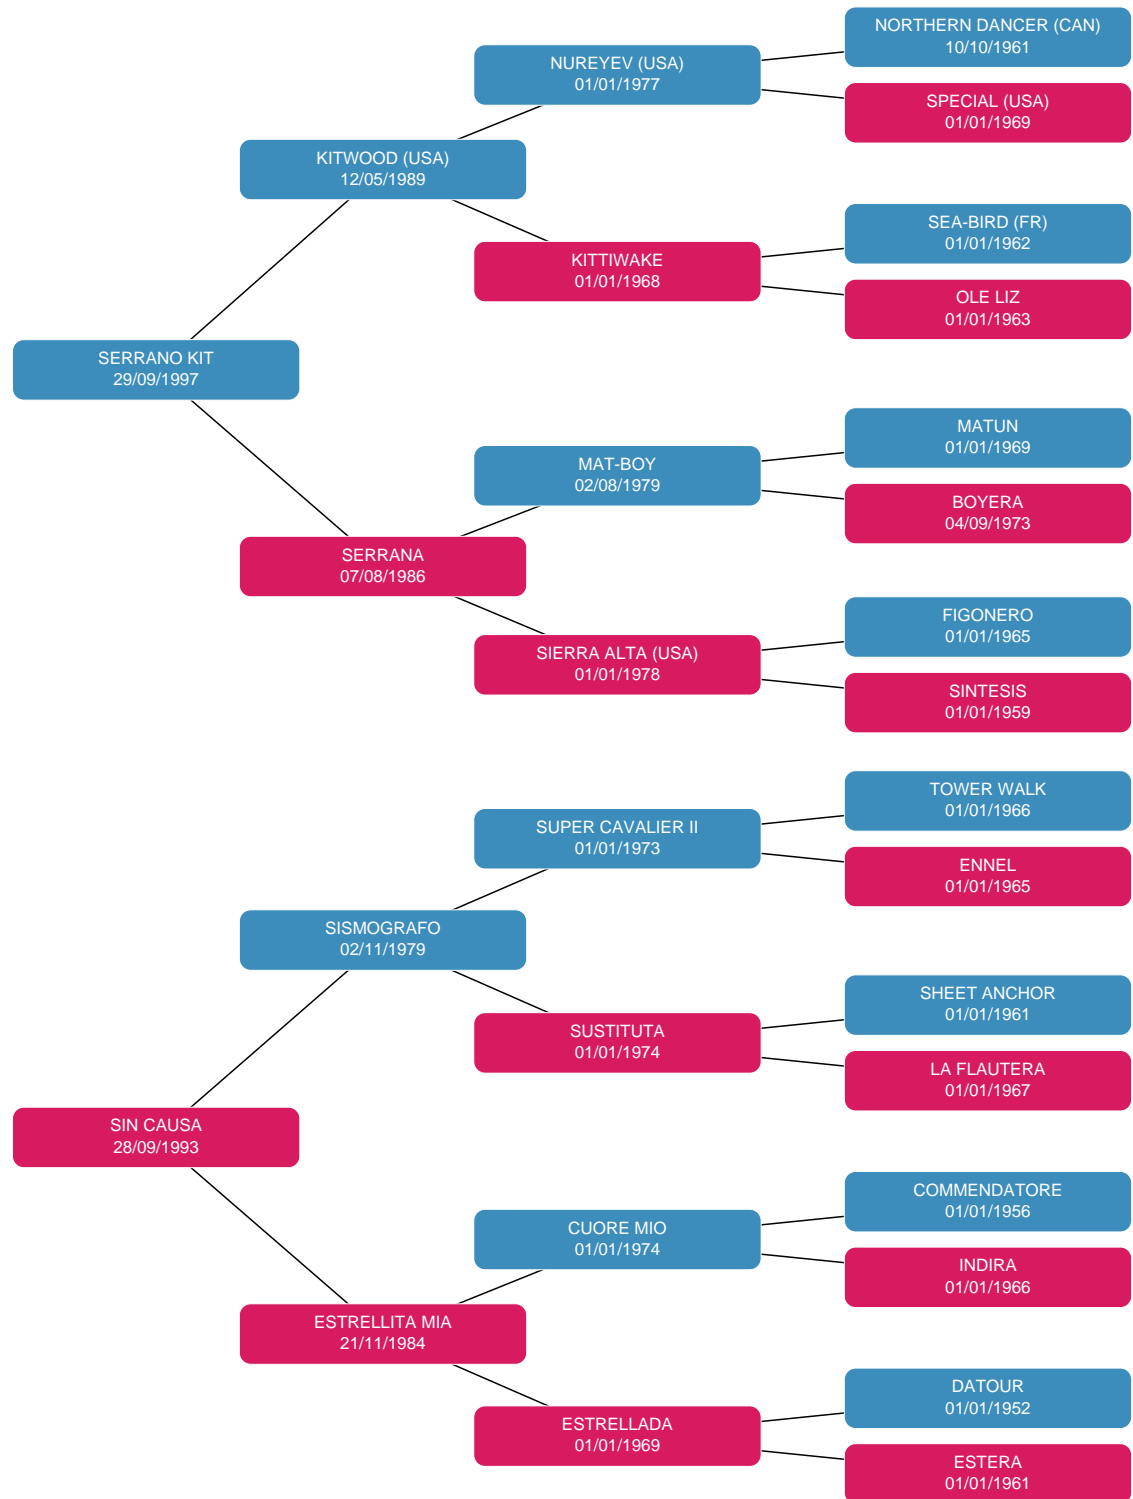 NORTHERN DANCER (CAN)
10/10/1961
NUREYEV (USA)
01/01/1977
SPECIAL (USA)
01/01/1969
KITWOOD (USA)
12/05/1989
SEA-BIRD (FR)
01/01/1962
KITTIWAKE
01/01/1968
OLE LIZ
01/01/1963
SERRANO KIT
29/09/1997
MATUN
01/01/1969
MAT-BOY
02/08/1979
BOYERA
04/09/1973
SERRANA
07/08/1986
FIGONERO
01/01/1965
SIERRA ALTA (USA)
01/01/1978
SINTESIS
01/01/1959
TOWER WALK
01/01/1966
SUPER CAVALIER II
01/01/1973
ENNEL
01/01/1965
SISMOGRAFO
02/11/1979
SHEET ANCHOR
01/01/1961
SUSTITUTA
01/01/1974
LA FLAUTERA
01/01/1967
SIN CAUSA
28/09/1993
COMMENDATORE
01/01/1956
CUORE MIO
01/01/1974
INDIRA
01/01/1966
ESTRELLITA MIA
21/11/1984
DATOUR
01/01/1952
ESTRELLADA
01/01/1969
ESTERA
01/01/1961